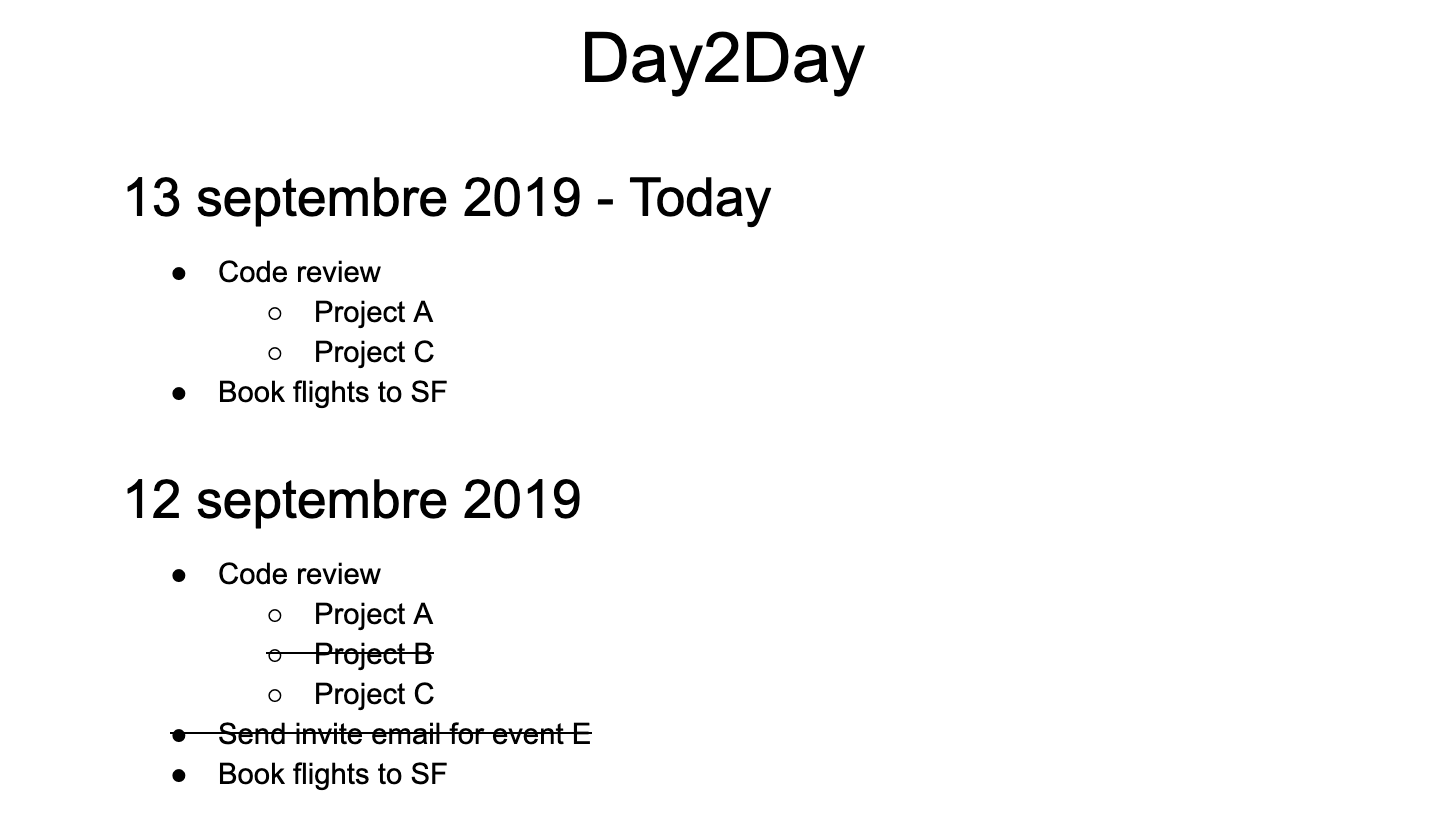 Day2Day
13 septembre 2019 - Today
● Code review
○ Project A
○ Project C
● Book flights to SF
12 septembre 2019
● Code review
○ Project A
○ Project B
○ Project C
● Send invite email for event E
● Book flights to SF